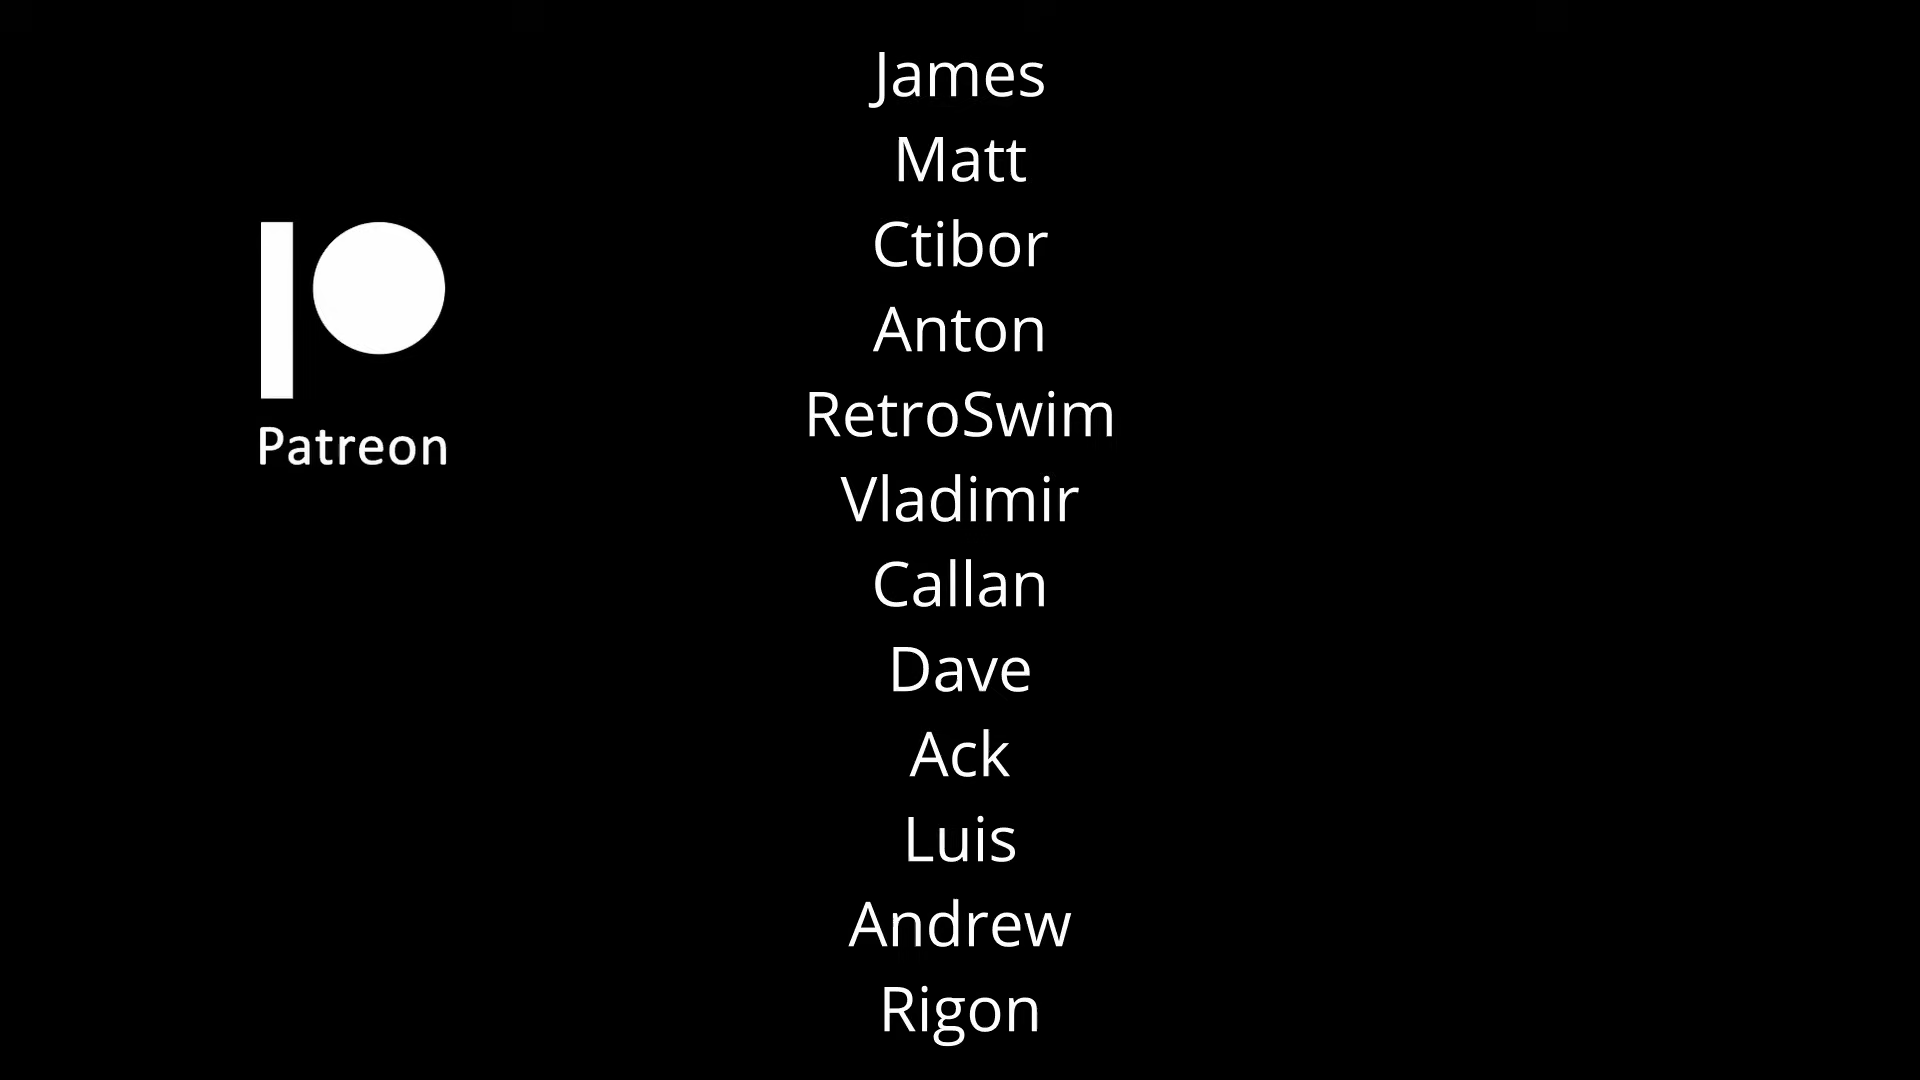 Patreon
James
Matt
Ctibor
Anton
RetroSwim
Vladimir
Callan
Dave
Ack
Luis
Andrew
Rigon